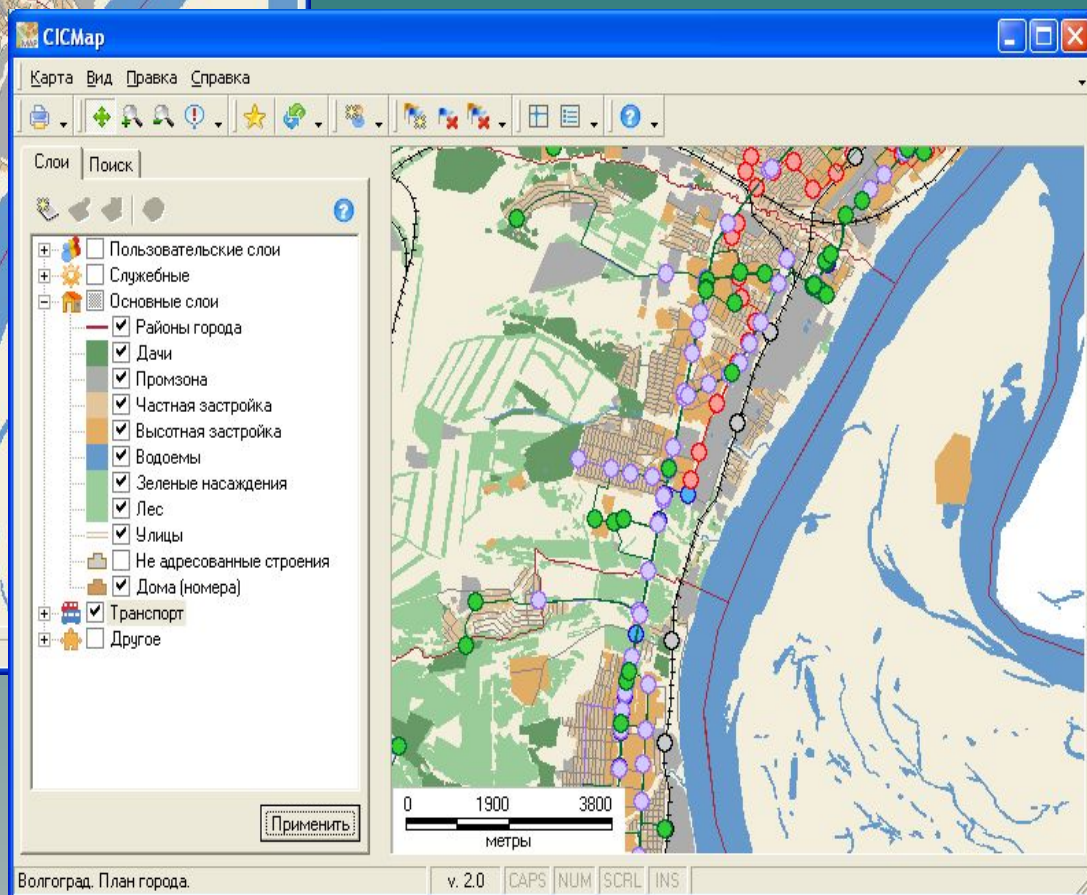 CICMap
Карта Вид Правка Справка
Слои Поиск
Пользовательские слои
Служебные
Основные слои
Районы города
Дачи
Промзона
Частная застройка
Высотная застройка
Водоемы
Зеленые насаждения
Лес
Улицы
Не адресованные строения
Дома (номера)
Транспорт
Другое
Применить
0 1900 3800
метры
Волгоград. План города. v. 2.0 CAPS NUM SCRL INS